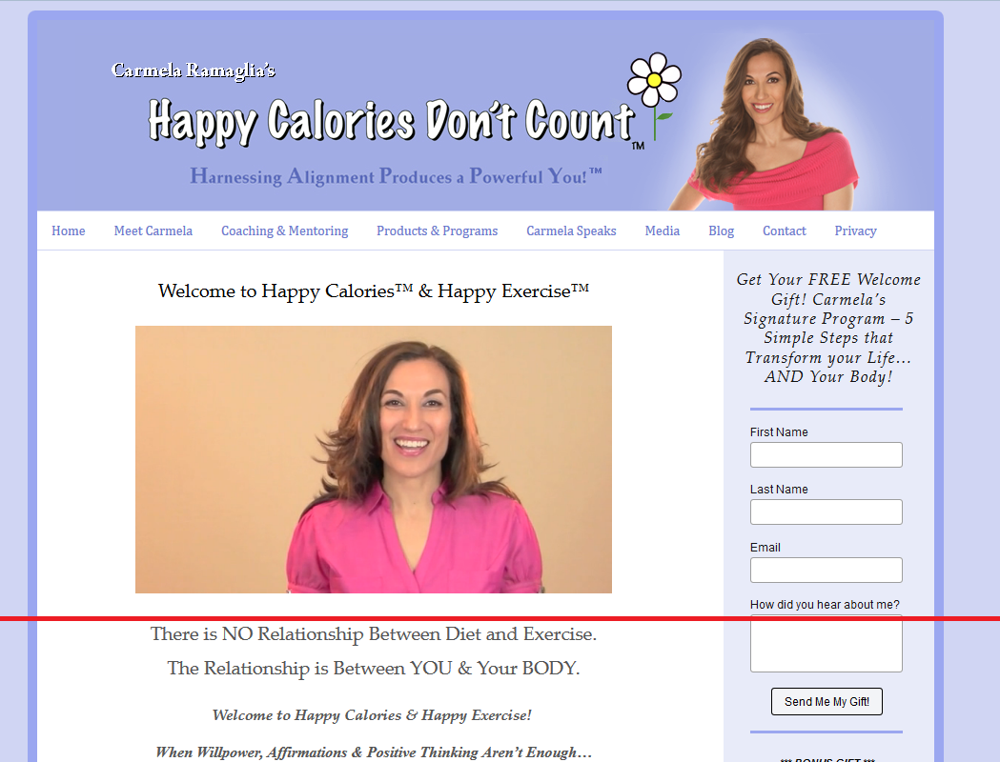 Carmela Ramaglia's
Happy Calories Don't Count
TM
Harnessing Alignment Produces a Powerful You!™
Home Meet Carmela Coaching & Mentoring Products & Programs Carmela Speaks Media Blog Contact Privacy
Welcome to Happy Calories™ & Happy Exercise™
There is NO Relationship Between Diet and Exercise.
The Relationship is Between YOU & Your BODY.
Welcome to Happy Calories & Happy Exercise!
When Willpower, Affirmations & Positive Thinking Aren't Enough…
Get Your FREE Welcome
Gift! Carmela's
Signature Program – 5
Simple Steps that
Transform your Life…
AND Your Body!
First Name
Last Name
Email
How did you hear about me?
Send Me My Gift!
*** BONUS GIFT ***